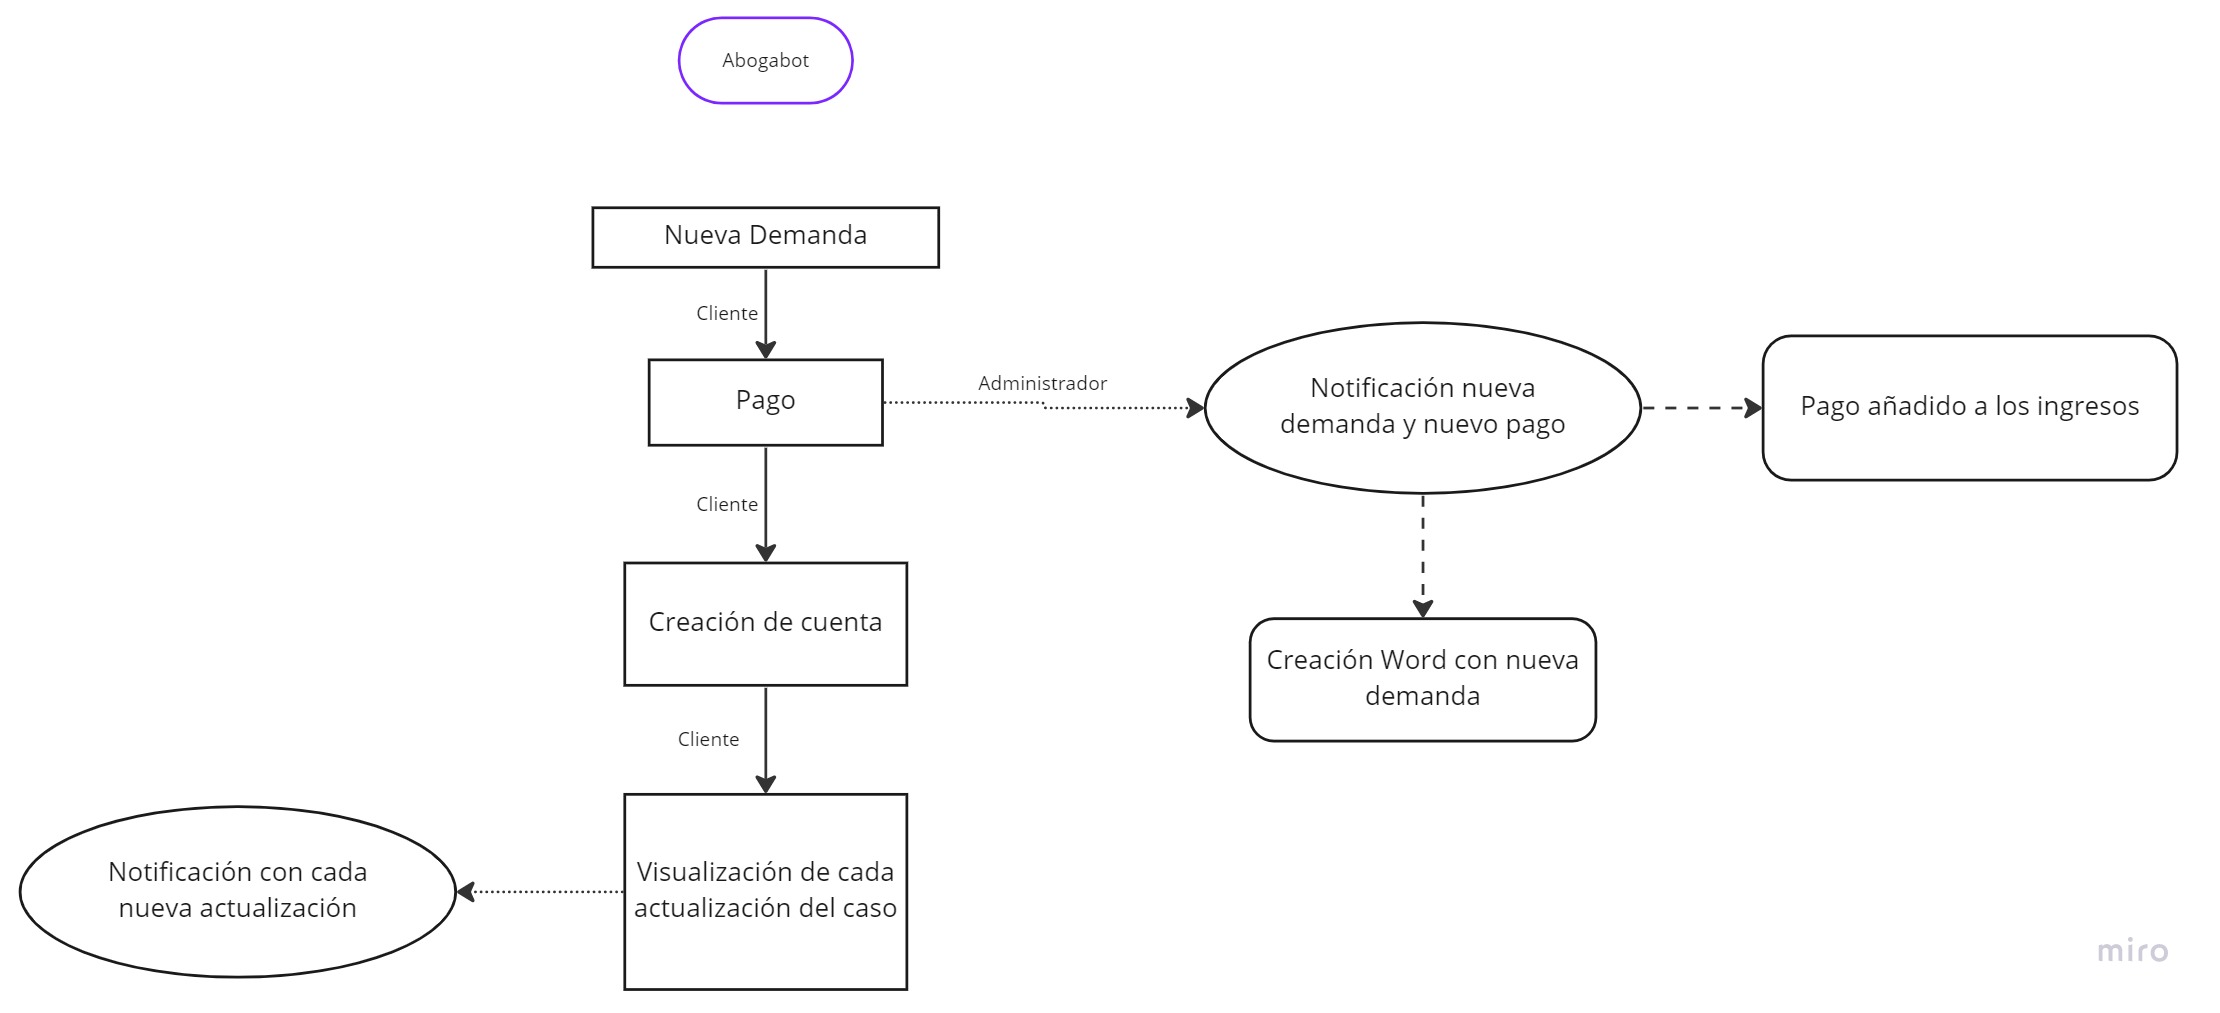 Abogabot
Nueva Demanda
Cliente
Pago
Administrador
Notificación nueva
demanda y nuevo pago
Pago añadido a los ingresos
Cliente
Creación de cuenta
Creación Word con nueva
demanda
Cliente
Visualización de cada
actualización del caso
Notificación con cada
nueva actualización
miro